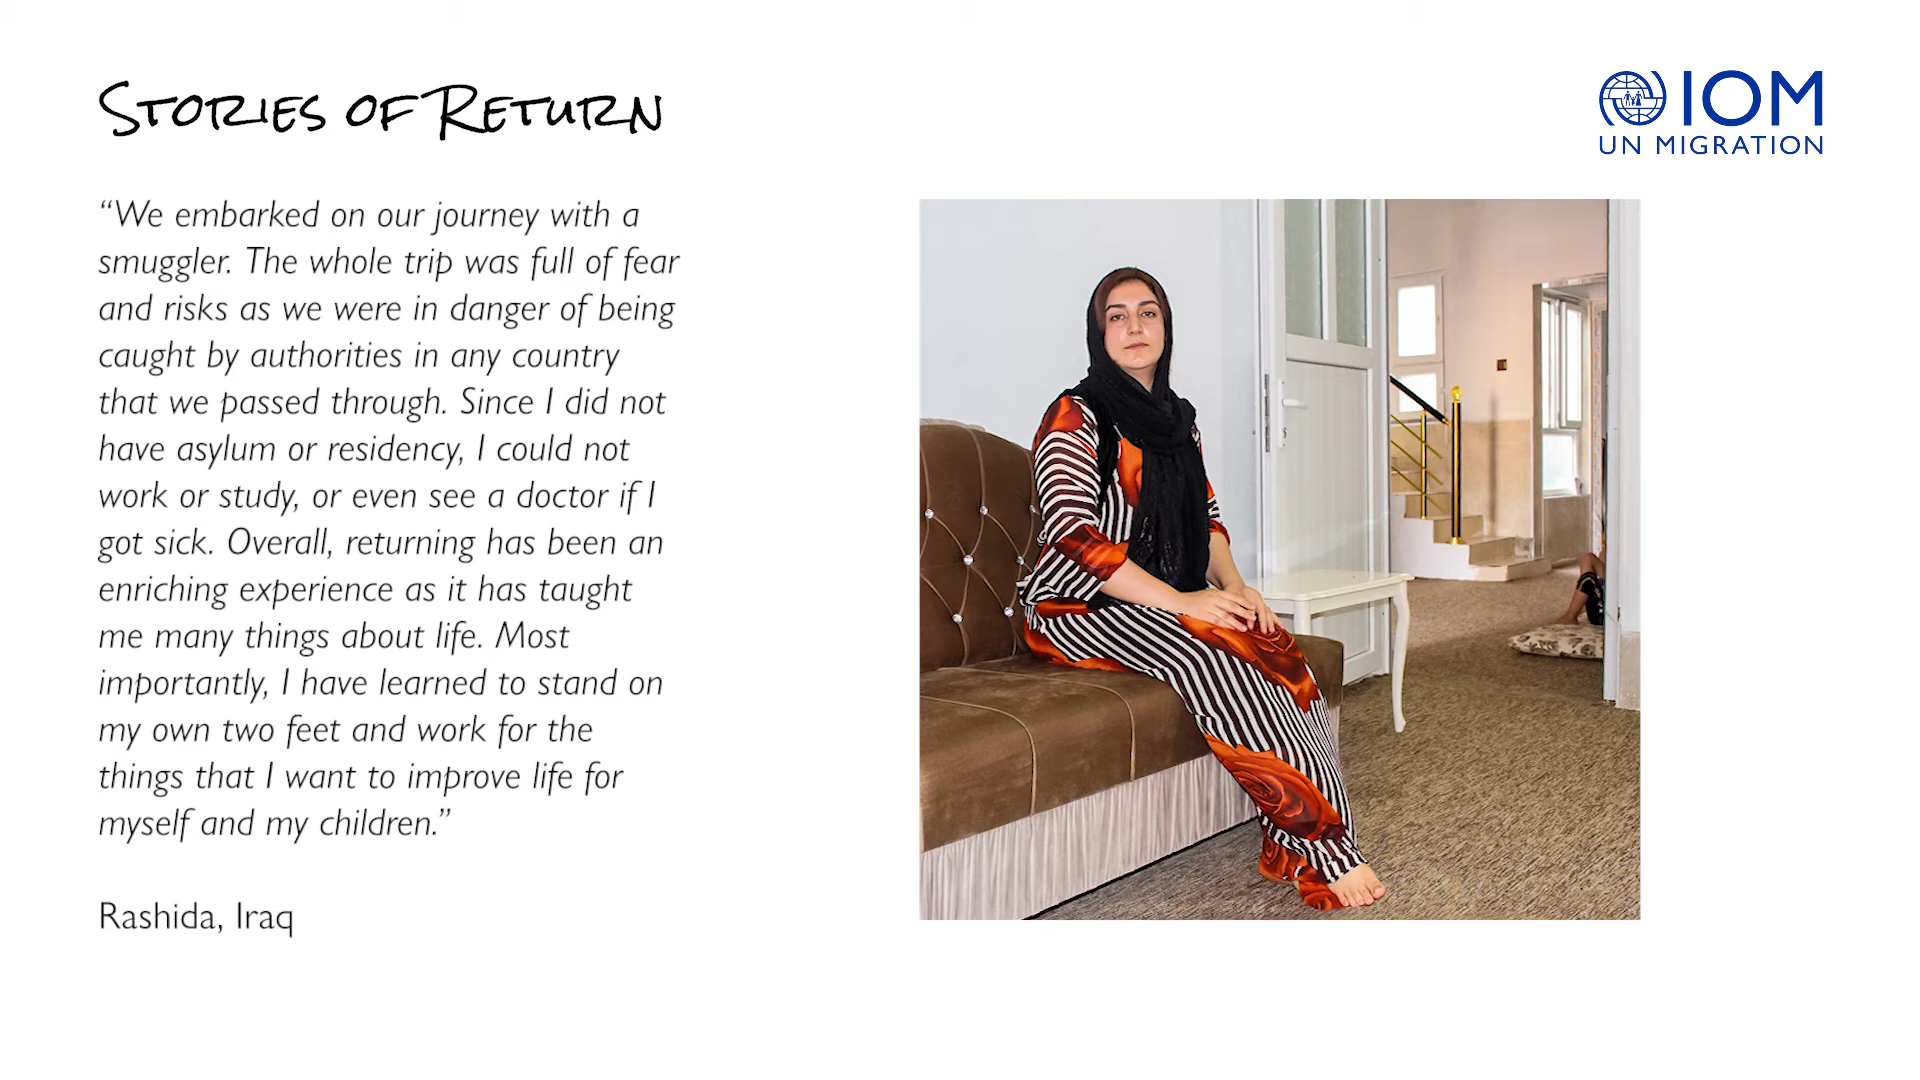 STORIES OF RETURN
IOM
UN MIGRATION
“We embarked on our journey with a
smuggler. The whole trip was full of fear
and risks as we were in danger of being
caught by authorities in any country
that we passed through. Since I did not
have asylum or residency, I could not
work or study, or even see a doctor if I
got sick. Overall, returning has been an
enriching experience as it has taught
me many things about life. Most
importantly, I have learned to stand on
my own two feet and work for the
things that I want to improve life for
myself and my children.”
Rashida, Iraq